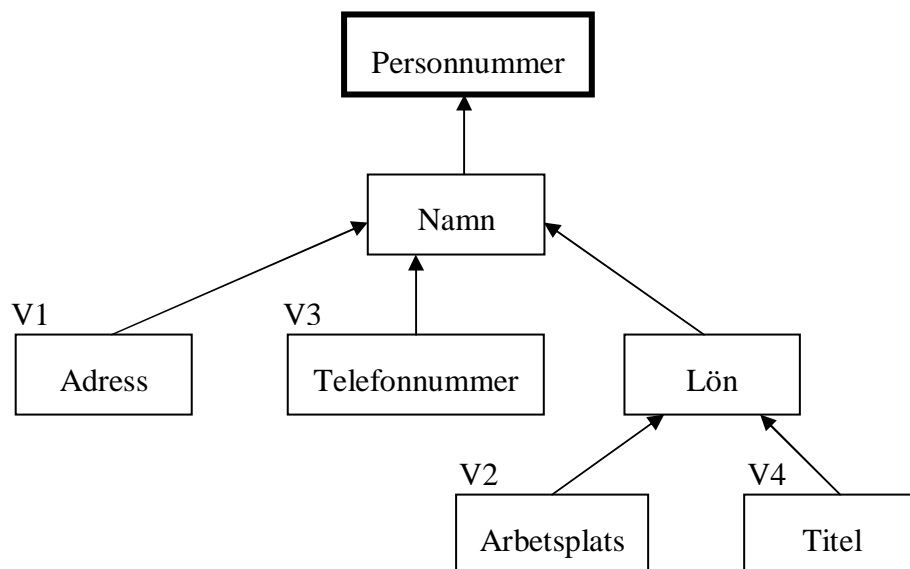 Personnummer
Namn
V1
V3
Adress
Telefonnummer
Lön
V2
V4
Arbetsplats
Titel